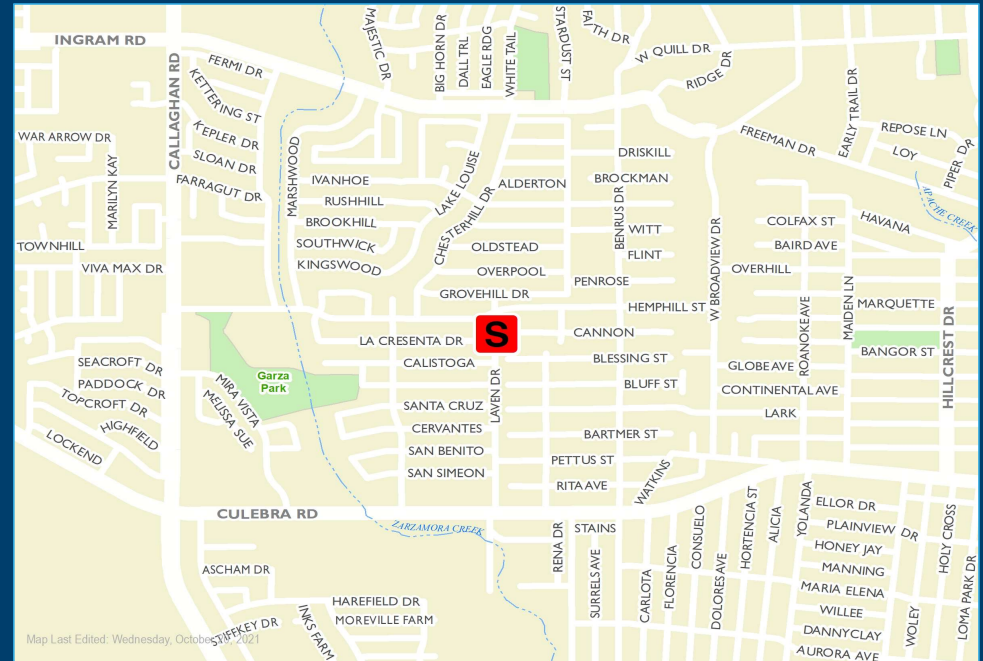 INGRAM RD
CALLAGHAN RD
FERMI DR
MAJESTIC DR
BIG HORN DR
DALL TRL
EAGLE RDG
WHITE TAIL
STARDUST ST
FAITH DR
W QUILL DR
RIDGE DR
KETTERING ST
KEPLER DR
SLOAN DR
FARRAGUT DR
WAR ARROW DR
MARILYN KAY
TOWNHILL
VIVA MAX DR
MARSHWOOD
IVANHOE
RUSHHILL
BROOKHILL
SOUTHWICK
KINGSWOOD
LAKE LOUISE
CHESTERHILL DR
ALDERTON
OLDSTEAD
OVERPOOL
GROVEHILL DR
DRISKILL
BROCKMAN
BENRUS DR
WITT
FLINT
PENROSE
HEMPHILL ST
W BROADVIEW DR
FREEMAN DR
EARLY TRAIL DR
REPOSE LN
LOY
PIPER DR
APACHE CREEK
HAVANA
COLFAX ST
BAIRD AVE
OVERHILL
MAIDEN LN
MARQUETTE
ROANOKE AVE
BANGOR ST
HILLCREST DR
GLOBE AVE
CONTINENTAL AVE
LARK
S
LA CRESENTA DR
CALISTOGA
CANNON
BLESSING ST
BLUFF ST
LAVEN DR
SANTA CRUZ
CERVANTES
SAN BENITO
SAN SIMEON
BARTMER ST
PETTUS ST
RITA AVE
WATKINS
Garza
Park
SEACROFT DR
PADDOCK DR
TOPCROFT DR
HIGHFIELD
LOCKEND
MIRA VISTA
MELISSA SUE
CULEBRA RD
ZARZAMORA CREEK
RENA DR
STAINS
SURRELS AVE
CARLOTA
FLORENCIA
CONSUELO
DOLORES AVE
HORTENCIA ST
ALICIA
YOLANDA
ELLOR DR
PLAINVIEW DR
HONEY JAY
MANNING
MARIA ELENA
WILLEE
DANNYCLAY
AURORA AVE
WOLEY
HOLY CROSS
LOMA PARK DR
ASCHAM DR
HAREFIELD DR
MOREVILLE FARM
INKS FARM
STIFFKEY DR
Map Last Edited: Wednesday, October 20, 2021